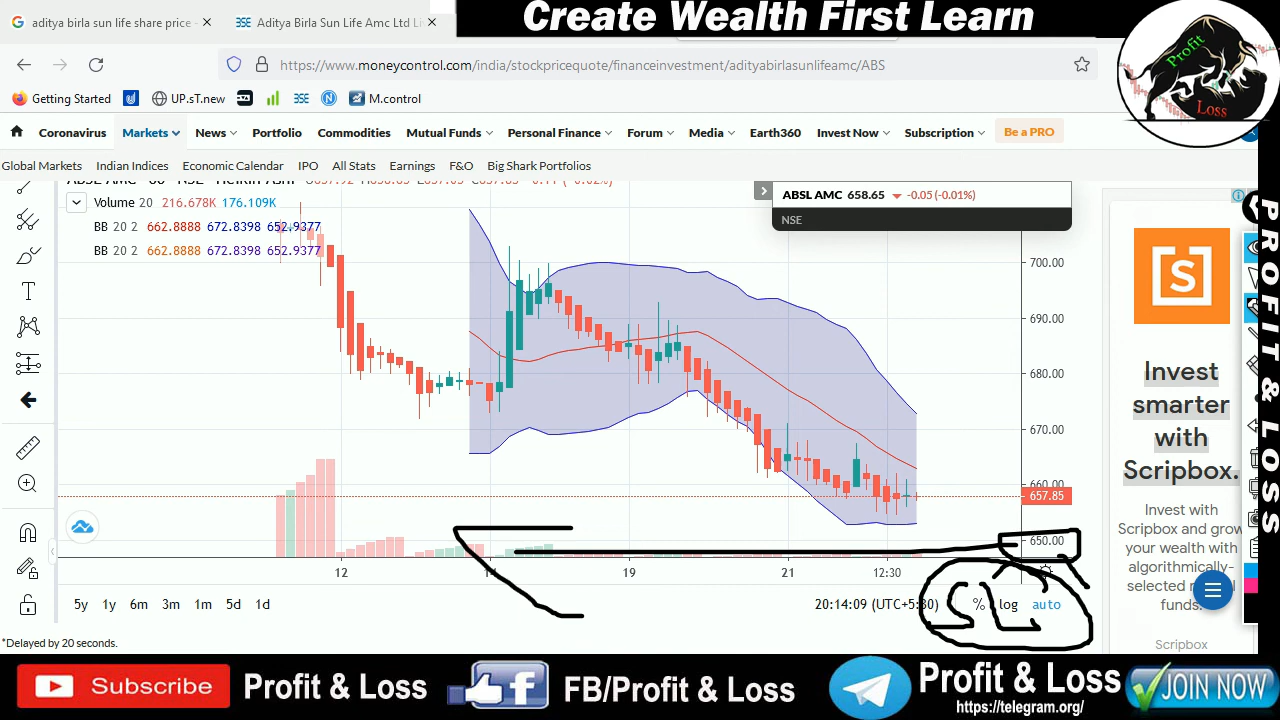 Create Wealth First Learn
aditya birla sun life share price -
Aditya Birla Sun Life Amc Ltd Li
https://www.moneycontrol.com/india/stockpricequote/financeinvestment/adityabirlasunlifeamc/ABS
Profit
Loss
Getting Started
UP.sT.new
M.control
Coronavirus Markets News Portfolio Commodities Mutual Funds Personal Finance Forum Media Earth360 Invest Now Subscription Be a PRO
Global Markets Indian Indices Economic Calendar IPO All Stats Earnings F&O Big Shark Portfolios
Volume 20 216.678K 176.109K
BB 20 2 662.8888 672.8398 652.9377
BB 20 2 662.8888 672.8398 652.9377
ABSL AMC 658.65 -0.05 (-0.01%)
NSE
700.00
690.00
680.00
670.00
660.00
657.85
650.00
12 14 19 21 12:30
SL
5y 1y 6m 3m 1m 5d 1d
20:14:09 (UTC+5:30) % log auto
*Delayed by 20 seconds.
S
Invest
smarter
with
Scripbox.
Invest with
Scripbox and grow
your wealth with
algorithmically-
funds.
Scripbox
PROFIT & LOSS
Subscribe
Profit & Loss
f
FB/Profit & Loss
Profit & Loss
https://telegram.org/
JOIN NOW